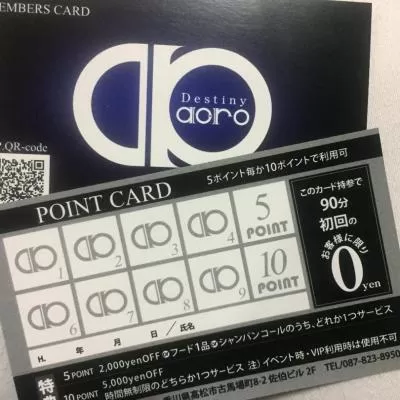 EMBERS CARD
Destiny
acro
P.QR-code
POINT CARD
5ポイント毎か10ポイントで利用可
1
2
3
4
5
POINT
6
7
8
9
10
POINT
このカード持参で
90分
初回の
お客様に限り
0yen
H. 年 月 日 / 氏名
特
典
5 POINT 2,000yenOFF or フード1品 or シャンパンコールのうち、どれか1つサービス
10 POINT 5,000yenOFF
時間無制限のどちらか1つサービス 注) イベント時・VIP利用時は使用不可
香川県高松市古馬場町8-2 佐伯ビル 2F TEL/087-823-8950